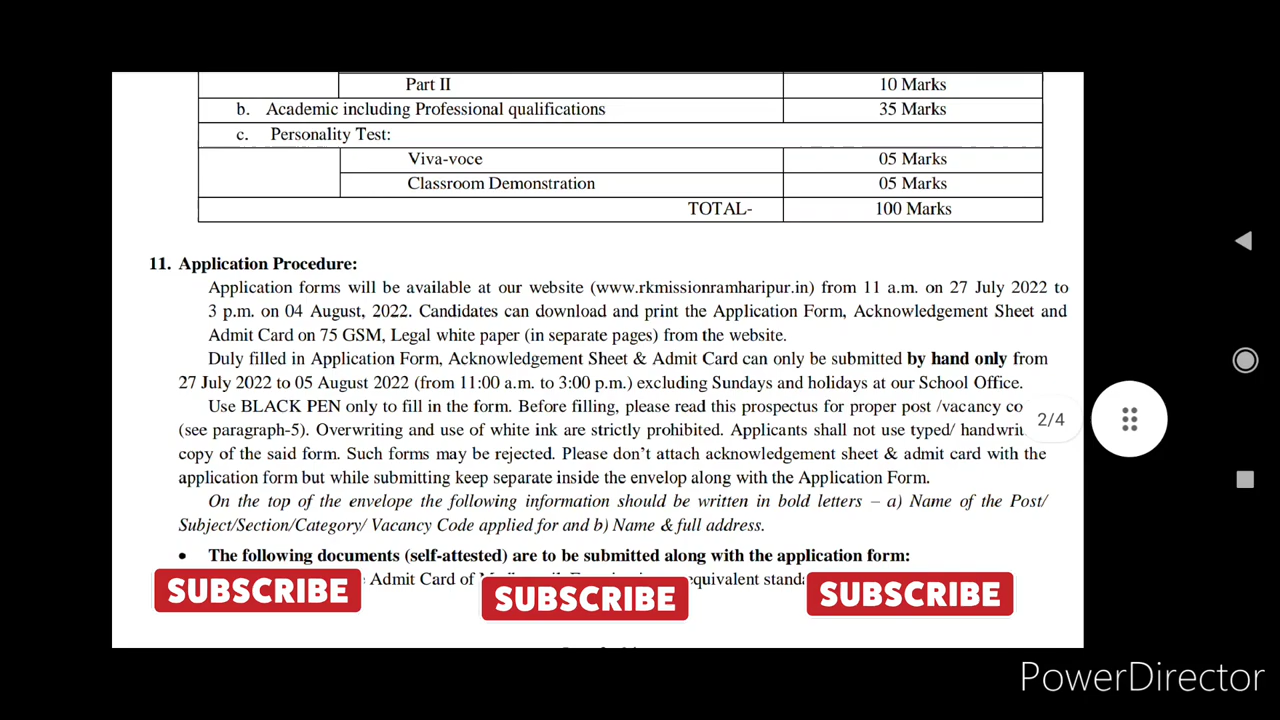 Part II 10 Marks
b. Academic including Professional qualifications 35 Marks
c. Personality Test:
Viva-voce 05 Marks
Classroom Demonstration 05 Marks
TOTAL- 100 Marks
11. Application Procedure:
Application forms will be available at our website (www.rkmissionramharipur.in) from 11 a.m. on 27 July 2022 to
3 p.m. on 04 August, 2022. Candidates can download and print the Application Form, Acknowledgement Sheet and
Admit Card on 75 GSM, Legal white paper (in separate pages) from the website.
Duly filled in Application Form, Acknowledgement Sheet & Admit Card can only be submitted by hand only from
27 July 2022 to 05 August 2022 (from 11:00 a.m. to 3:00 p.m.) excluding Sundays and holidays at our School Office.
Use BLACK PEN only to fill in the form. Before filling, please read this prospectus for proper post /vacancy co
2/4
(see paragraph-5). Overwriting and use of white ink are strictly prohibited. Applicants shall not use typed/ handwri
copy of the said form. Such forms may be rejected. Please don't attach acknowledgement sheet & admit card with the
application form but while submitting keep separate inside the envelop along with the Application Form.
On the top of the envelope the following information should be written in bold letters – a) Name of the Post/
Subject/Section/Category/ Vacancy Code applied for and b) Name & full address.
• The following documents (self-attested) are to be submitted along with the application form:
Admit Card of equivalent
SUBSCRIBE SUBSCRIBE SUBSCRIBE
PowerDirector